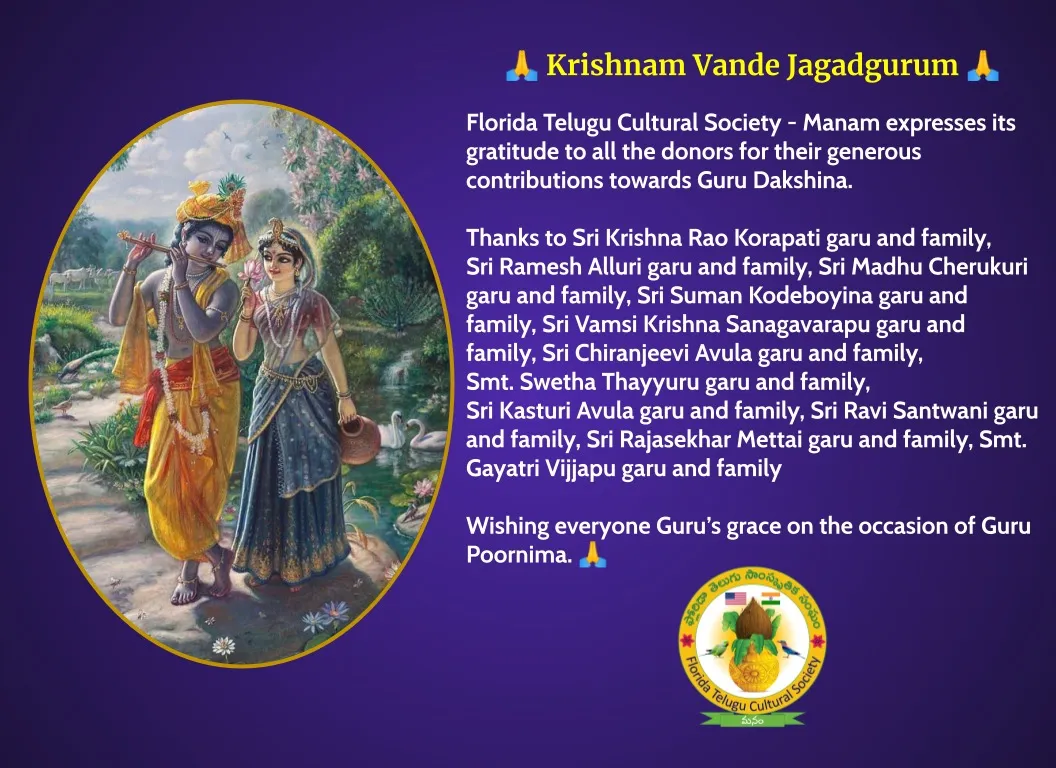 🙏 Krishnam Vande Jagadgurum 🙏
Florida Telugu Cultural Society - Manam expresses its
gratitude to all the donors for their generous
contributions towards Guru Dakshina.
Thanks to Sri Krishna Rao Korapati garu and family,
Sri Ramesh Alluri garu and family, Sri Madhu Cherukuri
garu and family, Sri Suman Kodeboyina garu and
family, Sri Vamsi Krishna Sanagavarapu garu and
family, Sri Chiranjeevi Avula garu and family,
Smt. Swetha Thayyuru garu and family,
Sri Kasturi Avula garu and family, Sri Ravi Santwani garu
and family, Sri Rajasekhar Mettai garu and family, Smt.
Gayatri Vijjapu garu and family
Wishing everyone Guru’s grace on the occasion of Guru
Poornima. 🙏
ఫ్లోరిడా తెలుగు సాంస్కృతిక సంఘం
Florida Telugu Cultural Society
మనం